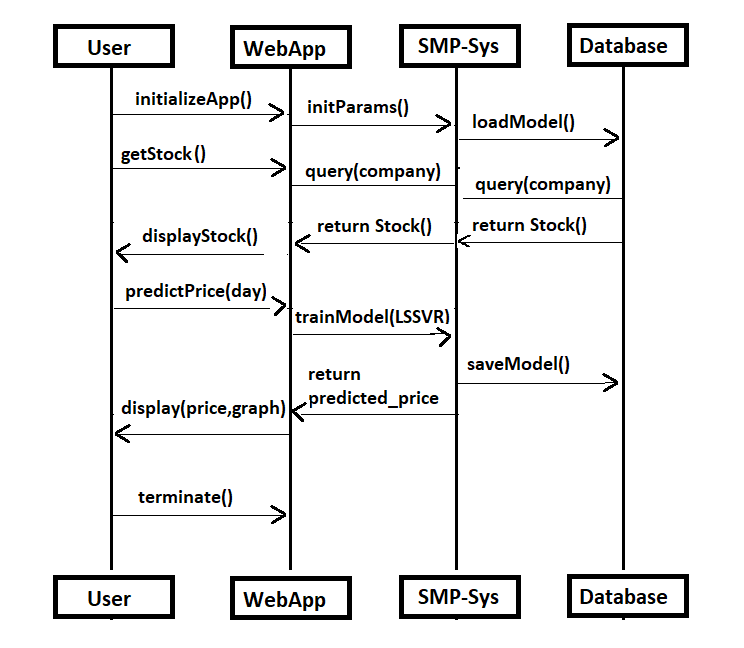 User
WebApp
SMP-Sys
Database
initializeApp()
initParams()
loadModel()
getStock()
query(company)
query(company)
return Stock()
return Stock()
displayStock()
predictPrice(day)
trainModel(LSSVR)
saveModel()
return
predicted_price
display(price,graph)
terminate()
User
WebApp
SMP-Sys
Database